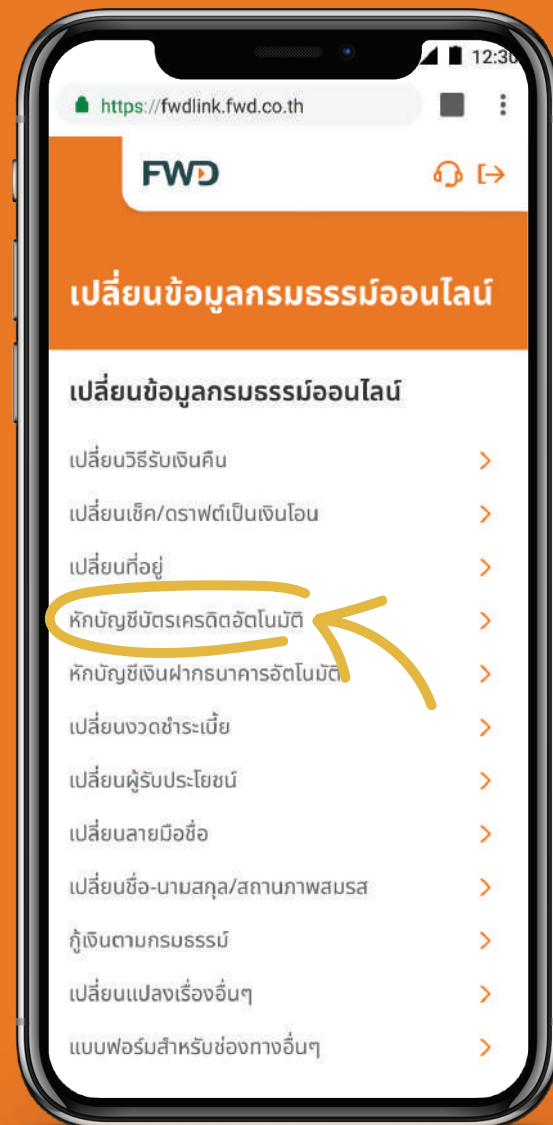 12:30
https://fwdlink.fwd.co.th
FWD
เปลี่ยนข้อมูลกรมธรรม์ออนไลน์
เปลี่ยนข้อมูลกรมธรรม์ออนไลน์
เปลี่ยนวิธีรับเงินคืน
เปลี่ยนเช็ค/ดราฟต์เป็นเงินโอน
เปลี่ยนที่อยู่
หักบัญชีบัตรเครดิตอัตโนมัติ
หักบัญชีเงินฝากธนาคารอัตโนมัติ
เปลี่ยนงวดชำระเบี้ย
เปลี่ยนผู้รับประโยชน์
เปลี่ยนลายมือชื่อ
เปลี่ยนชื่อ-นามสกุล/สถานภาพสมรส
กู้เงินตามกรมธรรม์
เปลี่ยนแปลงเรื่องอื่นๆ
แบบฟอร์มสำหรับช่องทางอื่นๆ